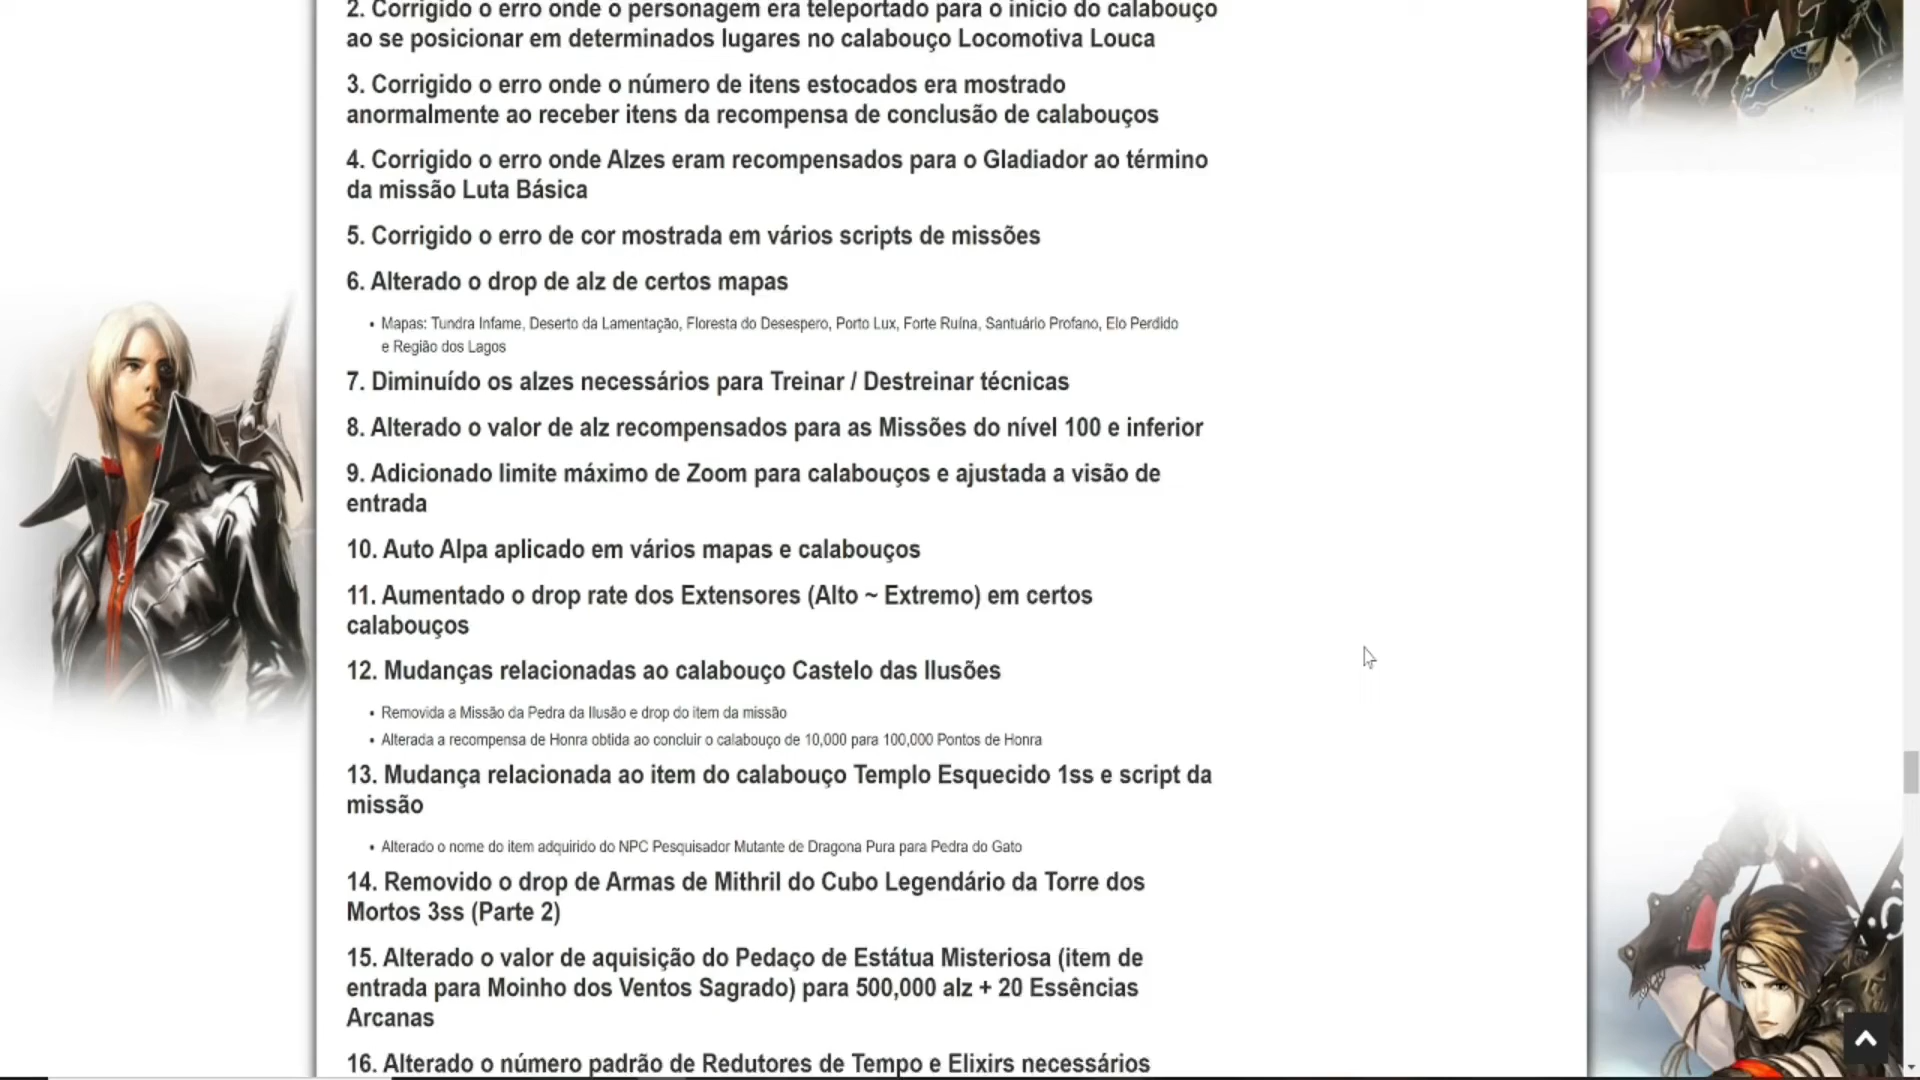 2. Corrigido o erro onde o personagem era teleportado para o início do calabouço
ao se posicionar em determinados lugares no calabouço Locomotiva Louca
3. Corrigido o erro onde o número de itens estocados era mostrado
anormalmente ao receber itens da recompensa de conclusão de calabouços
4. Corrigido o erro onde Alzes eram recompensados para o Gladiador ao término
da missão Luta Básica
5. Corrigido o erro de cor mostrada em vários scripts de missões
6. Alterado o drop de alz de certos mapas
• Mapas: Tundra Infame, Deserto da Lamentação, Floresta do Desespero, Porto Lux, Forte Ruína, Santuário Profano, Elo Perdido
e Região dos Lagos
7. Diminuído os alzes necessários para Treinar / Destreinar técnicas
8. Alterado o valor de alz recompensados para as Missões do nível 100 e inferior
9. Adicionado limite máximo de Zoom para calabouços e ajustada a visão de
entrada
10. Auto Alpa aplicado em vários mapas e calabouços
11. Aumentado o drop rate dos Extensores (Alto ~ Extremo) em certos
calabouços
12. Mudanças relacionadas ao calabouço Castelo das Ilusões
• Removida a Missão da Pedra da Ilusão e drop do item da missão
• Alterada a recompensa de Honra obtida ao concluir o calabouço de 10,000 para 100,000 Pontos de Honra
13. Mudança relacionada ao item do calabouço Templo Esquecido 1ss e script da
missão
• Alterado o nome do item adquirido do NPC Pesquisador Mutante de Dragona Pura para Pedra do Gato
14. Removido o drop de Armas de Mithril do Cubo Legendário da Torre dos
Mortos 3ss (Parte 2)
15. Alterado o valor de aquisição do Pedaço de Estátua Misteriosa (item de
entrada para Moinho dos Ventos Sagrado) para 500,000 alz + 20 Essências
Arcanas
16. Alterado o número padrão de Redutores de Tempo e Elixirs necessários